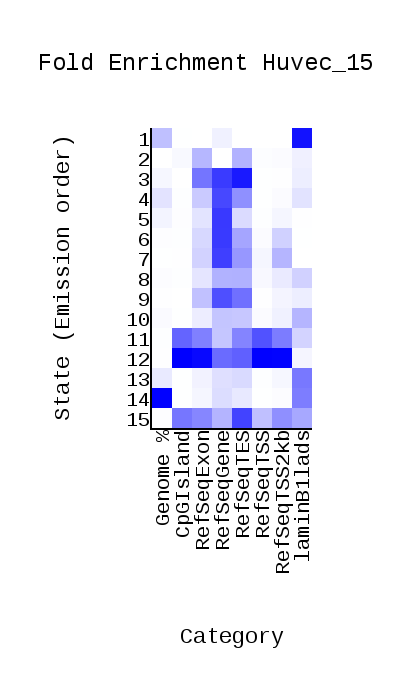 Fold Enrichment Huvec_15
State (Emission order)
1
2
3
4
5
6
7
8
9
10
11
12
13
14
15
Genome %
CpGIsland
RefSeqExon
RefSeqGene
RefSeqTES
RefSeqTSS
RefSeqTSS2kb
laminB1lads
Category